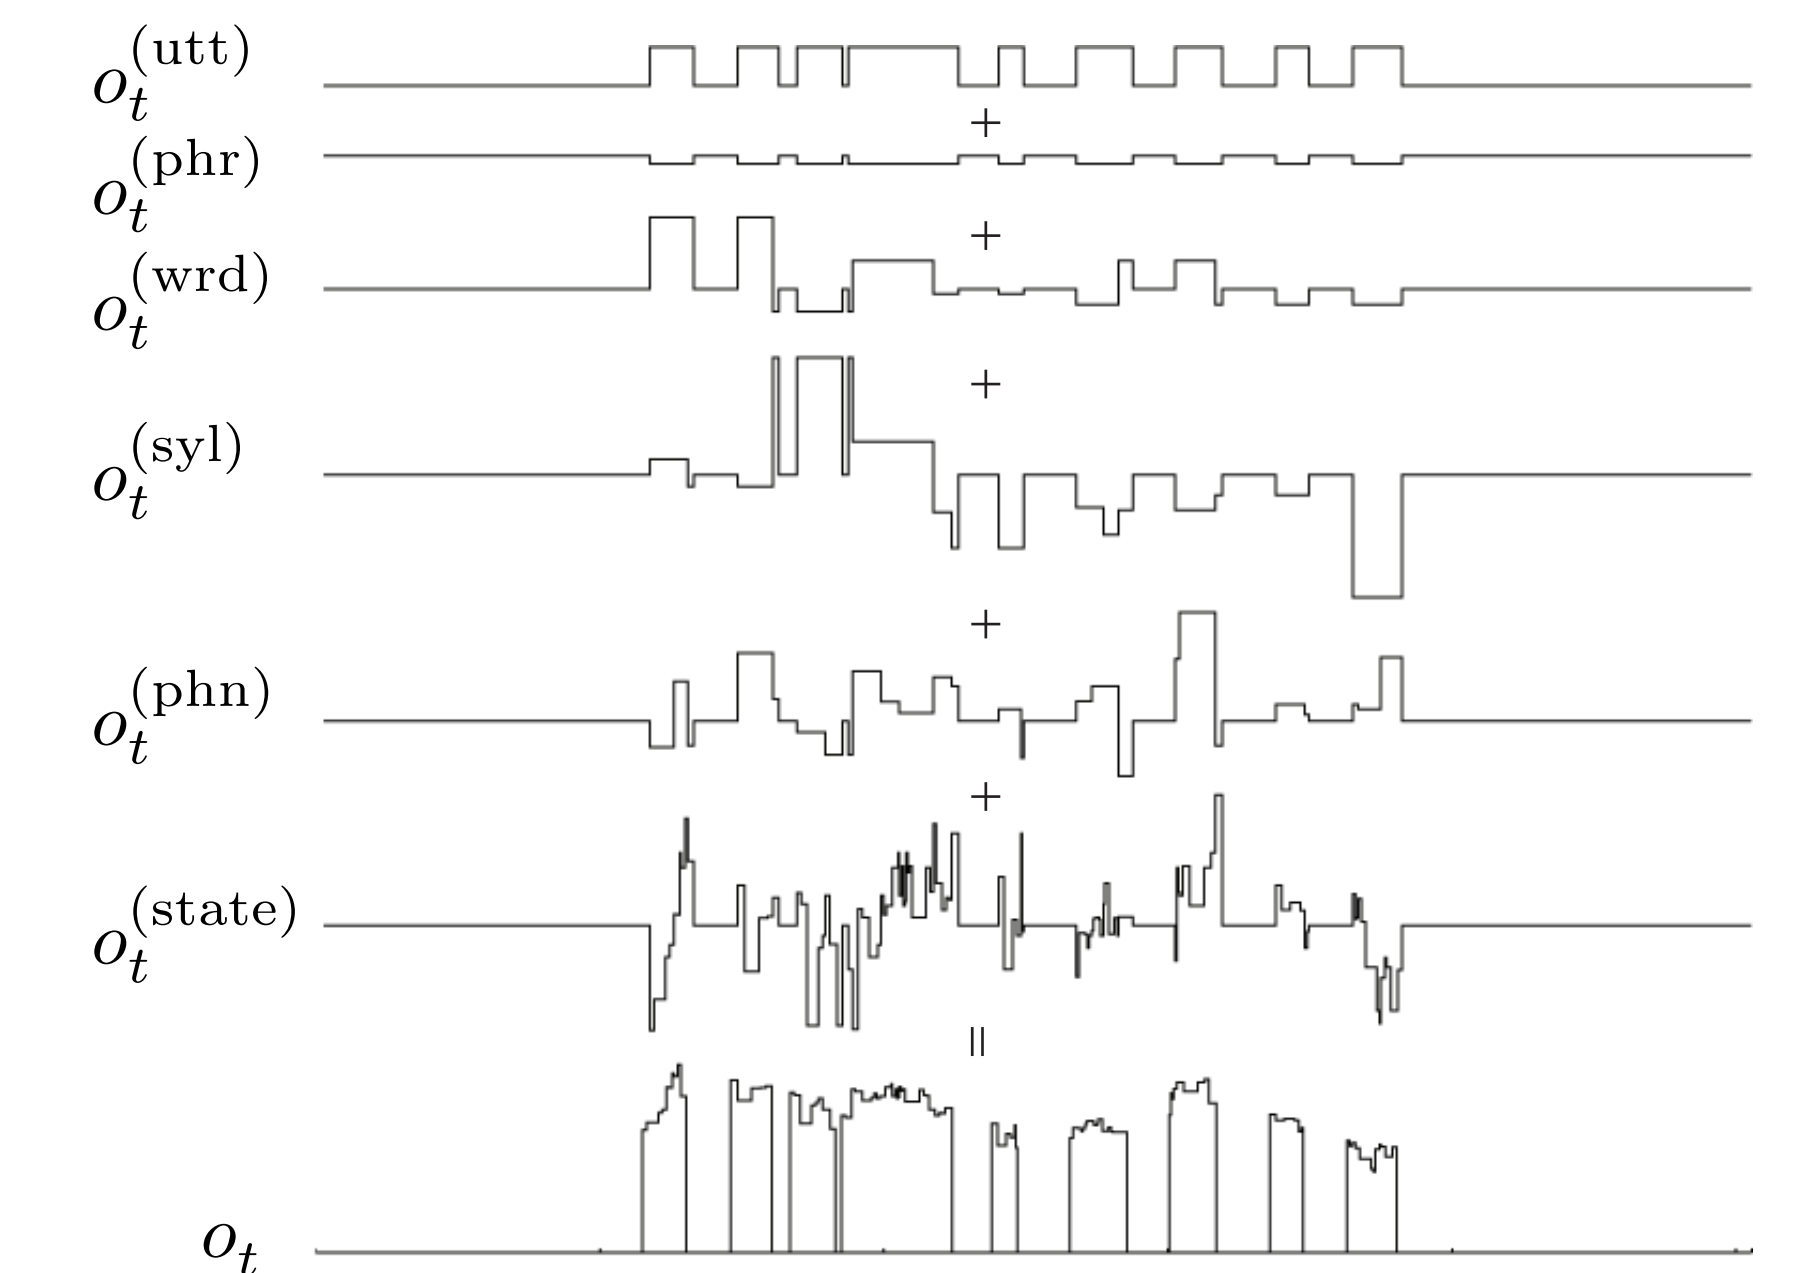 o_t^(utt)
+
o_t^(phr)
+
o_t^(wrd)
+
o_t^(syl)
+
o_t^(phn)
+
o_t^(state)
=
o_t